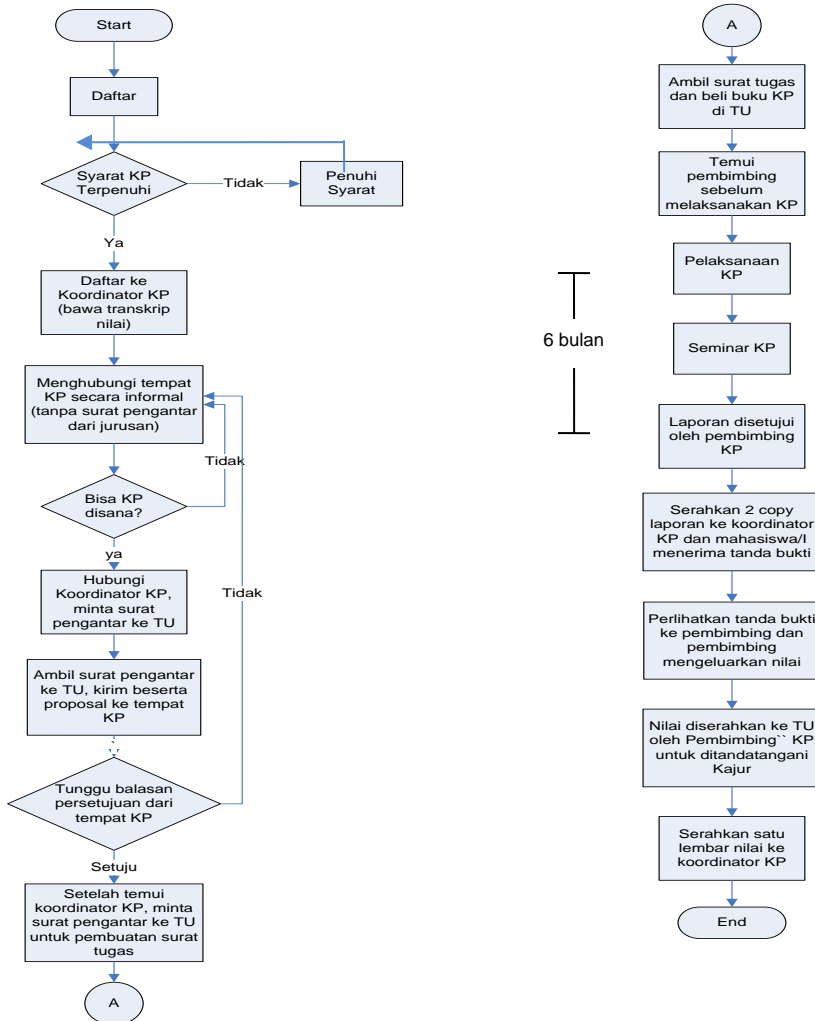 Start
Daftar
Syarat KP
Terpenuhi
Tidak
Penuhi
Syarat
Ya
Daftar ke
Koordinator KP
(bawa transkrip
nilai)
Menghubungi tempat
KP secara informal
(tanpa surat pengantar
dari jurusan)
Tidak
Bisa KP
disana?
ya
Hubungi
Koordinator KP,
minta surat
pengantar ke TU
Tidak
Ambil surat pengantar
ke TU, kirim beserta
proposal ke tempat
KP
Tunggu balasan
persetujuan dari
tempat KP
Setuju
Setelah temui
koordinator KP, minta
surat pengantar ke TU
untuk pembuatan surat
tugas
A
A
Ambil surat tugas
dan beli buku KP
di TU
Temui
pembimbing
sebelum
melaksanakan KP
Pelaksanaan
KP
6 bulan
Seminar KP
Laporan disetujui
oleh pembimbing
KP
Serahkan 2 copy
laporan ke koordinator
KP dan mahasiswa/I
menerima tanda bukti
Perlihatkan tanda bukti
ke pembimbing dan
pembimbing
mengeluarkan nilai
Nilai diserahkan ke TU
oleh Pembimbing`` KP
untuk ditandatangani
Kajur
Serahkan satu
lembar nilai ke
koordinator KP
End